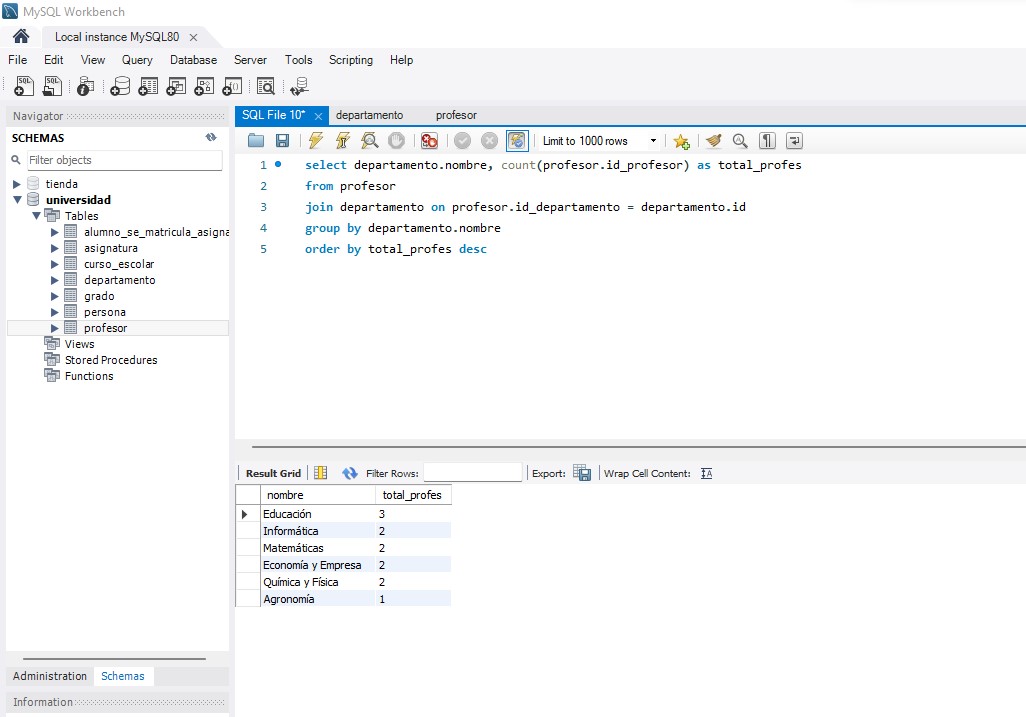 MySQL Workbench
Local instance MySQL80
File Edit View Query Database Server Tools Scripting Help
Navigator
SCHEMAS
Filter objects
tienda
universidad
Tables
alumno_se_matricula_asigna
asignatura
curso_escolar
departamento
grado
persona
profesor
Views
Stored Procedures
Functions
Administration Schemas
Information
SQL File 10* departamento profesor
Limit to 1000 rows
1 select departamento.nombre, count(profesor.id_profesor) as total_profes
2 from profesor
3 join departamento on profesor.id_departamento = departamento.id
4 group by departamento.nombre
5 order by total_profes desc
Result Grid Filter Rows: Export: Wrap Cell Content: IA
nombre total_profes
Educación 3
Informática 2
Matemáticas 2
Economía y Empresa 2
Química y Física 2
Agronomía 1